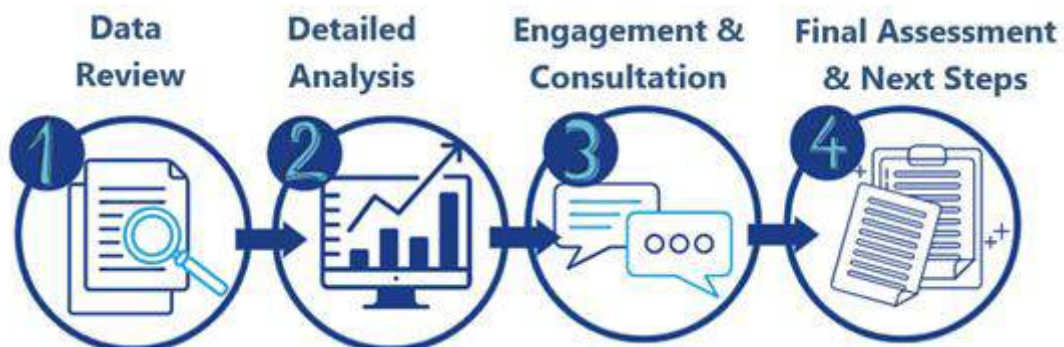 Data
Review
Detailed
Analysis
Engagement &
Consultation
Final Assessment
& Next Steps
1
2
3
4